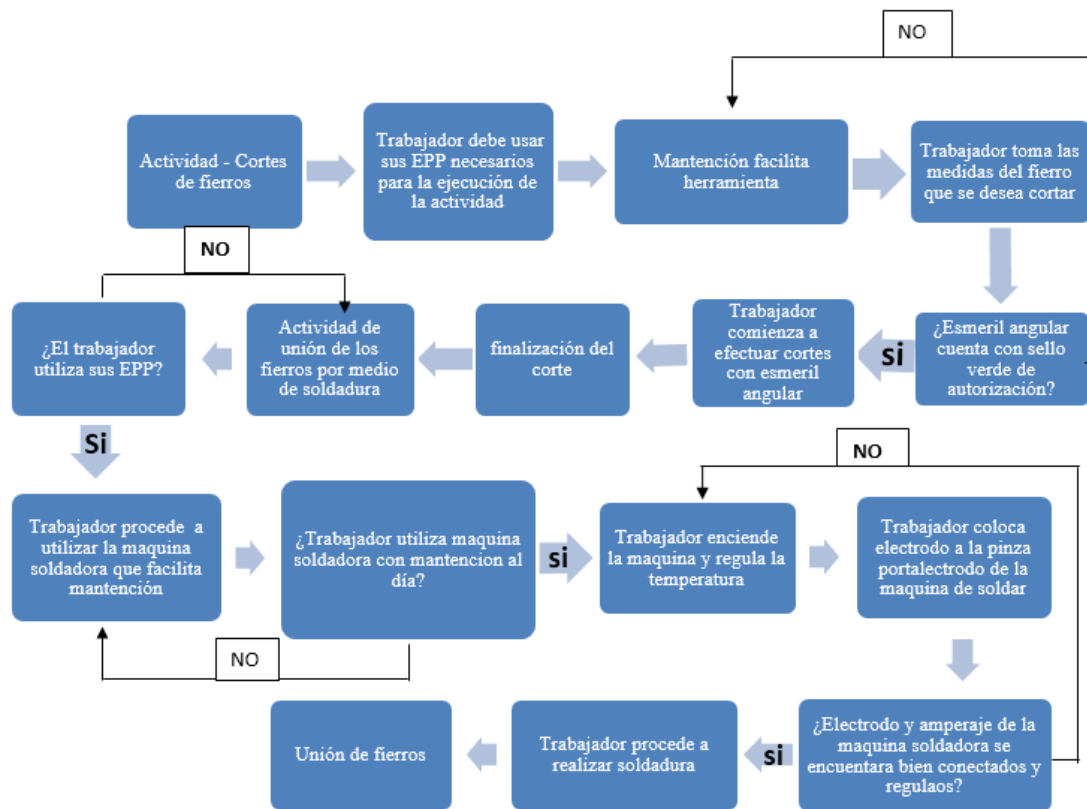 NO
Actividad - Cortes
de fierros
Trabajador debe usar
sus EPP necesarios
para la ejecución de
la actividad
Mantención facilita
herramienta
Trabajador toma las
medidas del fierro
que se desea cortar
NO
¿El trabajador
utiliza sus EPP?
Actividad de
unión de los
fierros por medio
de soldadura
finalización del
corte
Trabajador
comienza a
efectuar cortes
con esmeril
angular
si
¿Esmeril angular
cuenta con sello
verde de
autorización?
Si
NO
Trabajador procede a
utilizar la maquina
soldadora que facilita
mantención
¿Trabajador utiliza maquina
soldadora con mantencion al
día?
si
Trabajador enciende
la maquina y regula la
temperatura
Trabajador coloca
electrodo a la pinza
portalectrodo de la
maquina de soldar
NO
Unión de fierros
Trabajador procede a
realizar soldadura
si
¿Electrodo y amperaje de la
maquina soldadora se
encuentara bien conectados y
regulaos?